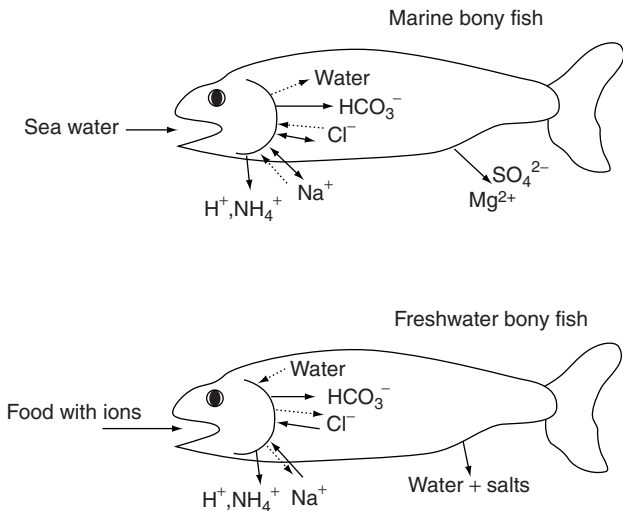 Marine bony fish
Water
HCO₃⁻
Sea water
Cl⁻
Na⁺
H⁺,NH₄⁺
SO₄²⁻
Mg²⁺
Freshwater bony fish
Water
HCO₃⁻
Food with ions
Cl⁻
H⁺,NH₄⁺
Na⁺
Water + salts